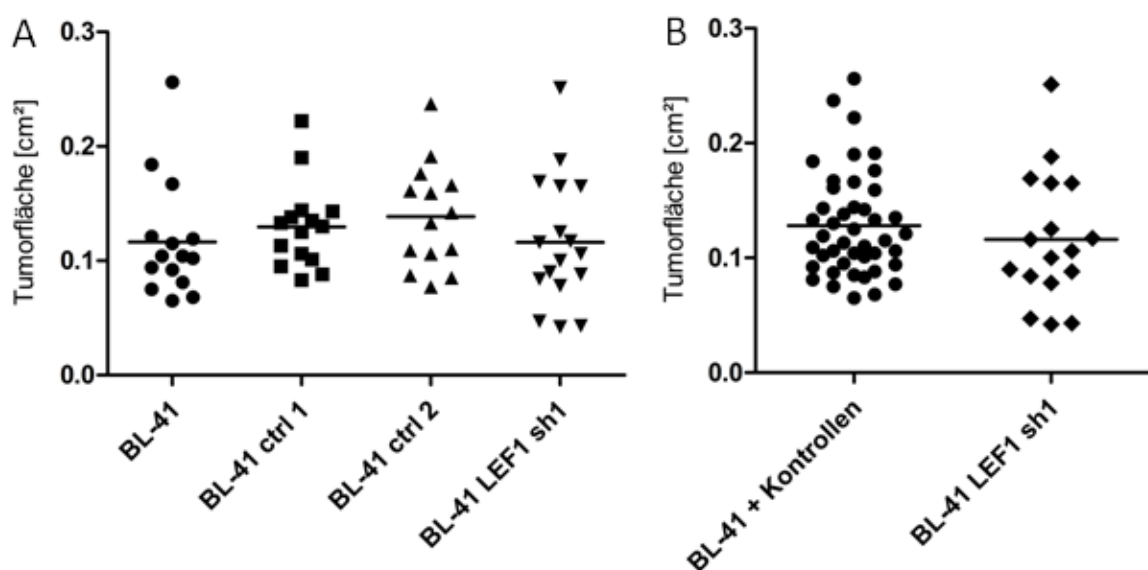 A
Tumorfläche [cm²]
0.3
0.2
0.1
0.0
BL-41
BL-41 ctrl 1
BL-41 ctrl 2
BL-41 LEF1 sh1
B
Tumorfläche [cm²]
0.3
0.2
0.1
0.0
BL-41 + Kontrollen
BL-41 LEF1 sh1